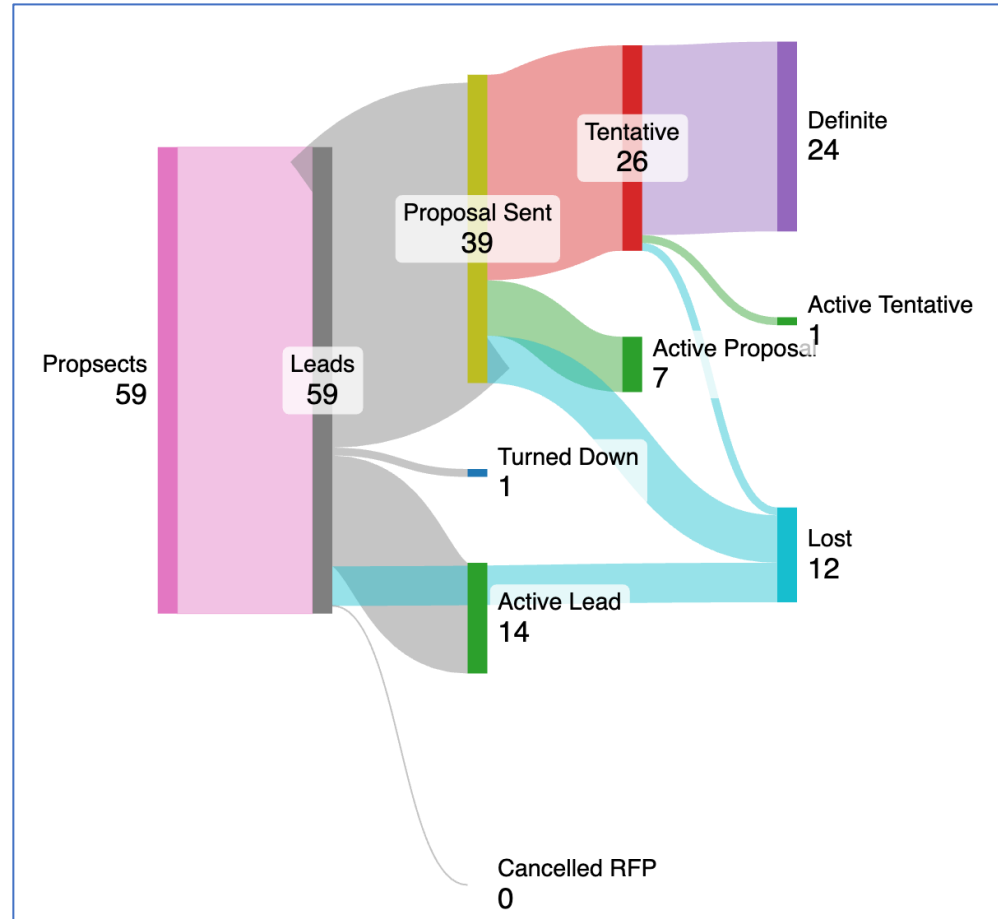 Propsects
59
Leads
59
Proposal Sent
39
Tentative
26
Definite
24
Active Tentative
1
Active Proposal
7
Turned Down
1
Lost
12
Active Lead
14
Cancelled RFP
0